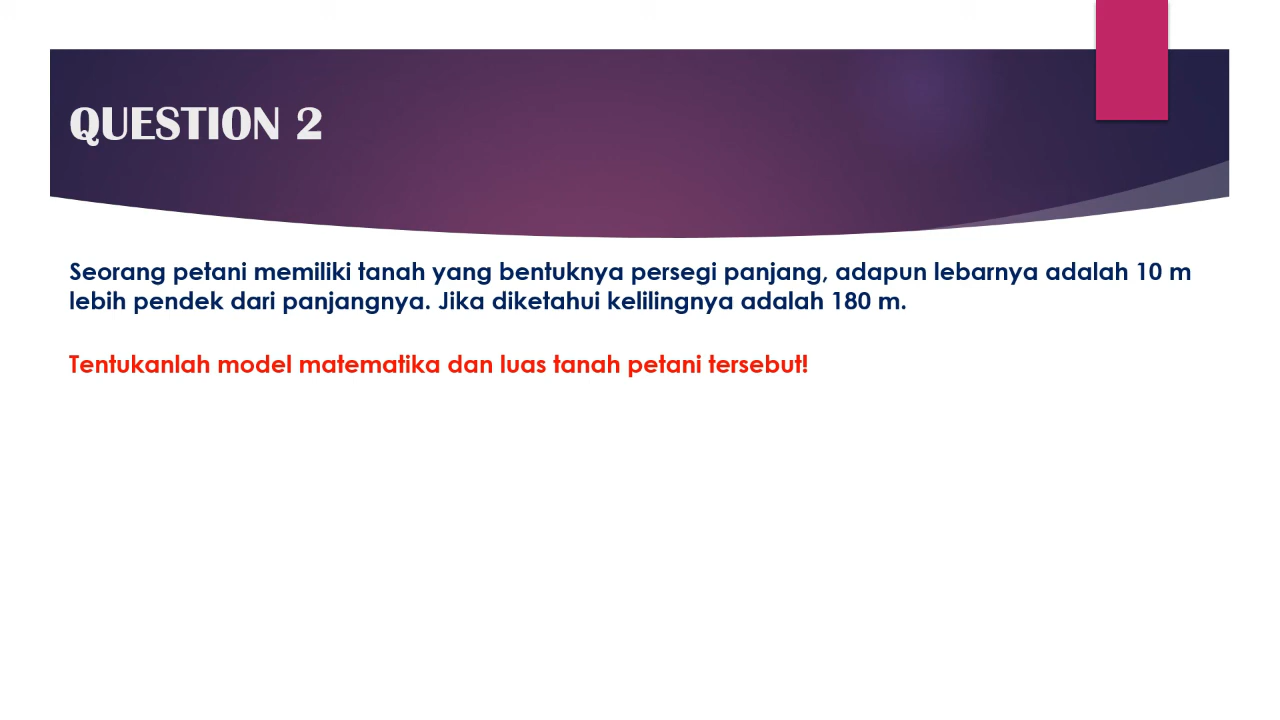 QUESTION 2
Seorang petani memiliki tanah yang bentuknya persegi panjang, adapun lebarnya adalah 10 m
lebih pendek dari panjangnya. Jika diketahui kelilingnya adalah 180 m.
Tentukanlah model matematika dan luas tanah petani tersebut!